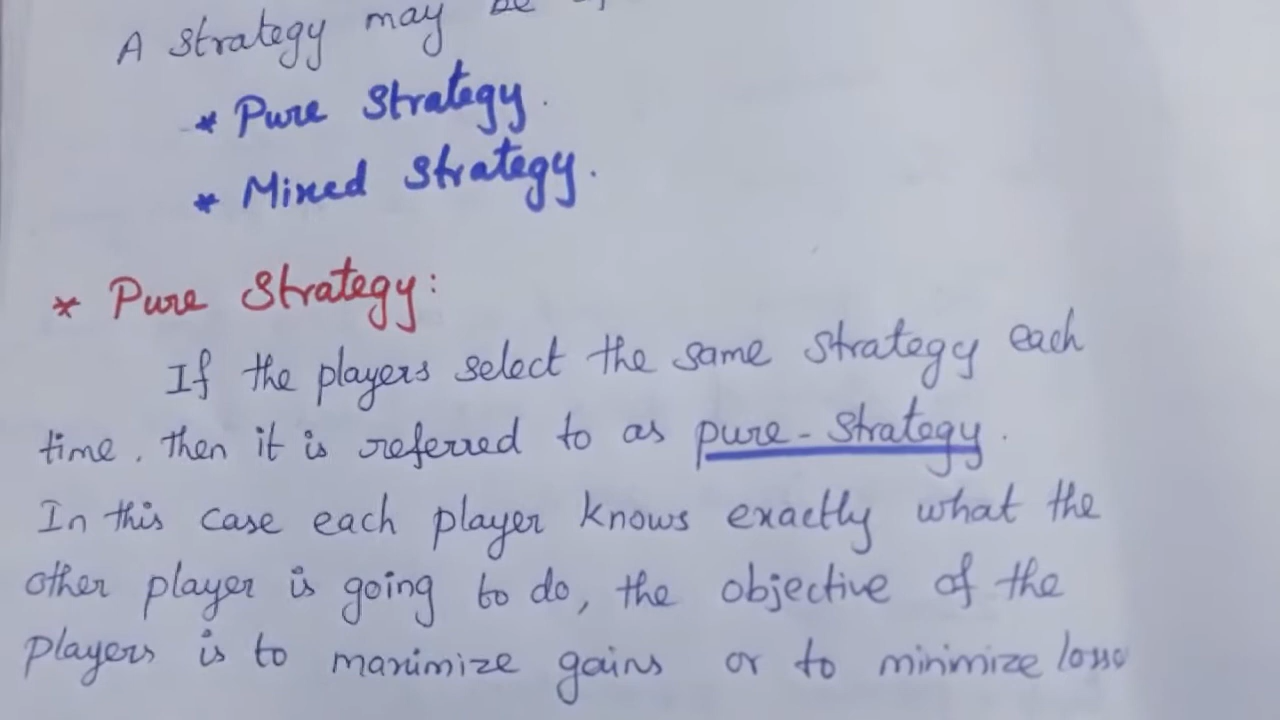 A strategy may be
* Pure Strategy.
* Mixed Strategy.
* Pure Strategy:
If the players select the same strategy each
time, then it is referred to as pure-strategy.
In this case each player knows exactly what the
other player is going to do, the objective of the
players is to maximize gains or to minimize